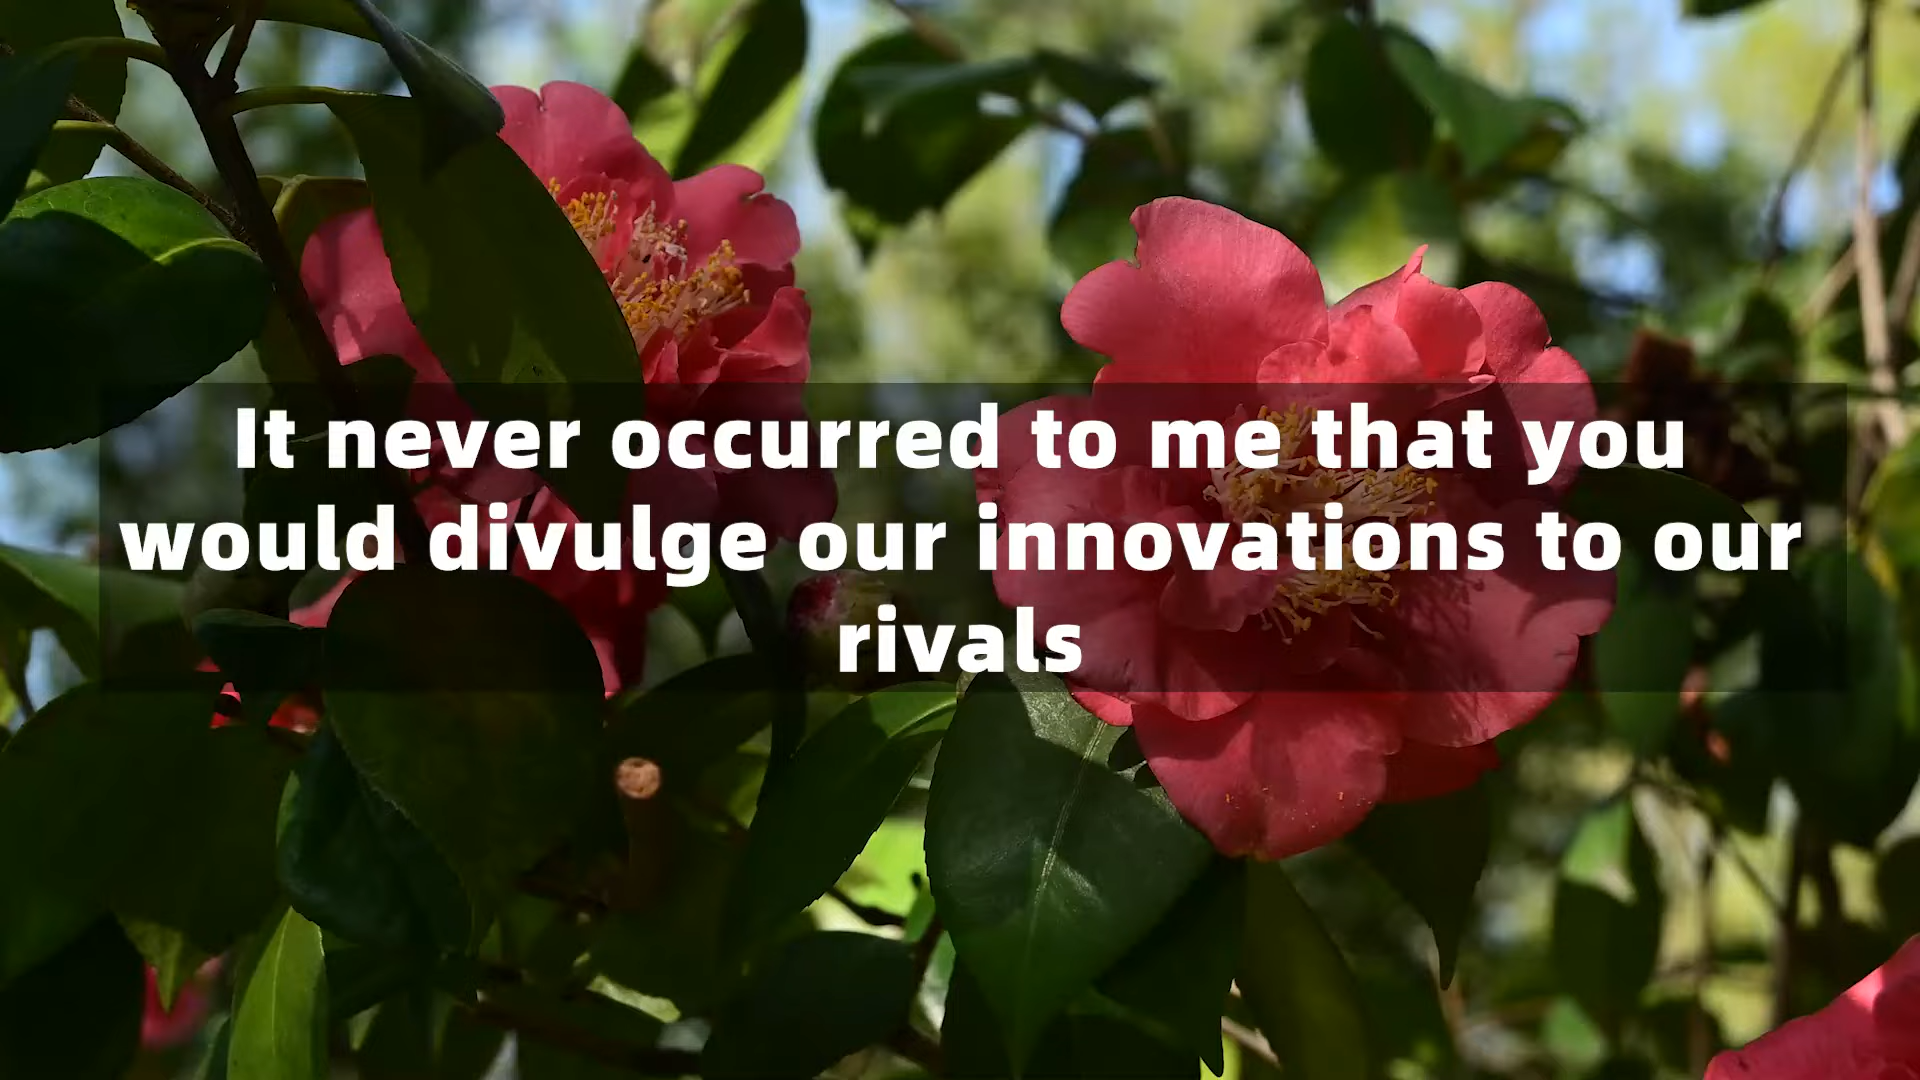 It never occurred to me that you
would divulge our innovations to our
rivals